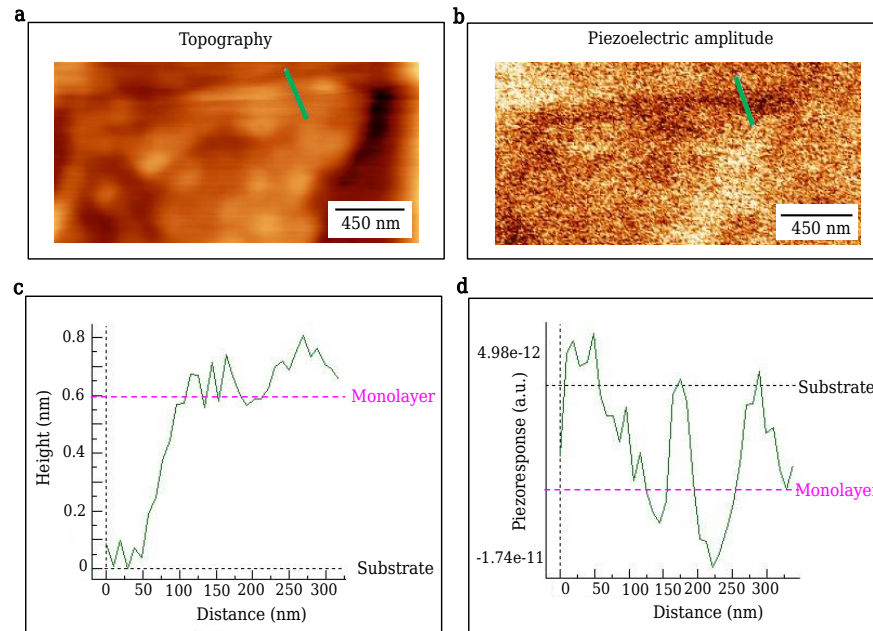 a
Topography
450 nm
b
Piezoelectric amplitude
450 nm
c
Height (nm)
0.8
0.6
0.4
0.2
0
Monolayer
Substrate
0 50 100 150 200 250 300
Distance (nm)
d
Piezoresponse (a.u.)
4.98e-12
-1.74e-11
Substrate
Monolayer
0 50 100 150 200 250 300
Distance (nm)